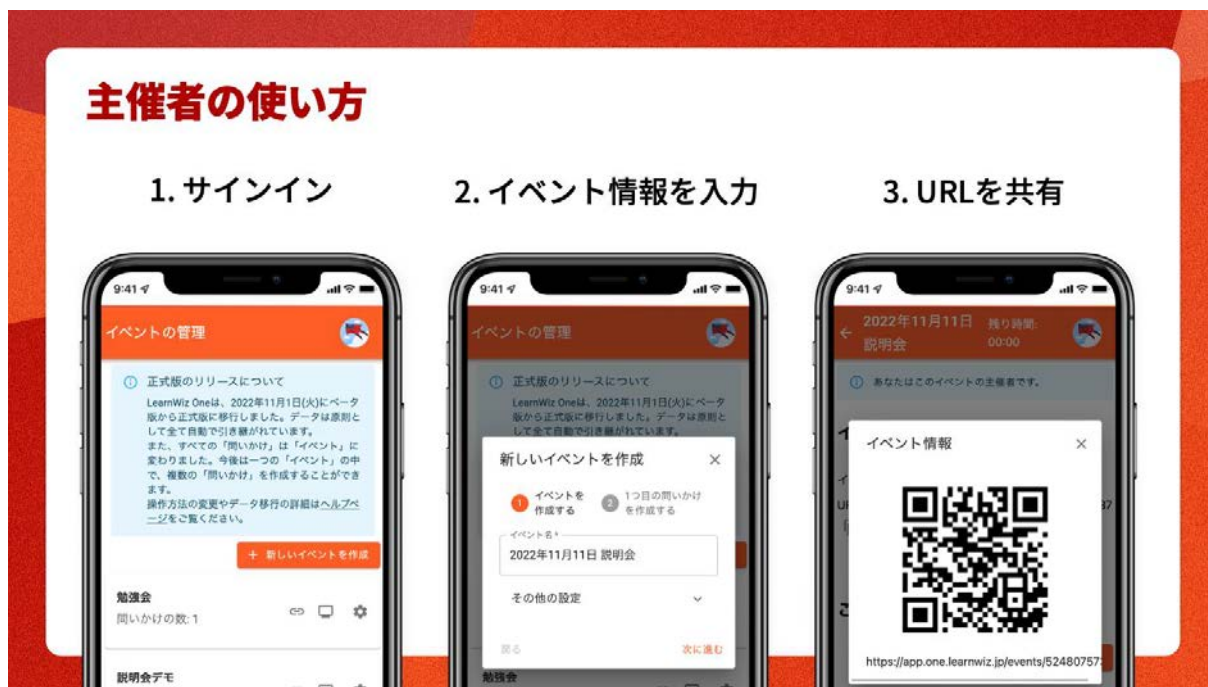 主催者の使い方
1. サインイン
2. イベント情報を入力
3. URLを共有
9:41
イベントの管理
正式版のリリースについて
LearnWiz Oneは、2022年11月1日(火)にベータ
版から正式版に移行しました。データは原則と
して全て自動で引き継がれています。
また、すべての「問いかけ」は「イベント」に
変わりました。今後は一つの「イベント」の中
で、複数の「問いかけ」を作成することができ
ます。
操作方法の変更やデータ移行の詳細はヘルプペ
ージをご覧ください。
+ 新しいイベントを作成
勉強会
問いかけの数: 1
説明会デモ
9:41
イベントの管理
正式版のリリースについて
LearnWiz Oneは、2022年11月1日(火)にベータ
版から正式版に移行しました。データは原則と
して全て自動で引き継がれています。
新しいイベントを作成
1 イベントを
作成する
2 1つ目の問いかけ
を作成する
イベント名*
2022年11月11日 説明会
その他の設定
戻る
次に進む
勉強会
9:41
2022年11月11日
説明会
残り時間:
00:00
あなたはこのイベントの主催者です。
イベント情報
https://app.one.learnwiz.jp/events/52480757